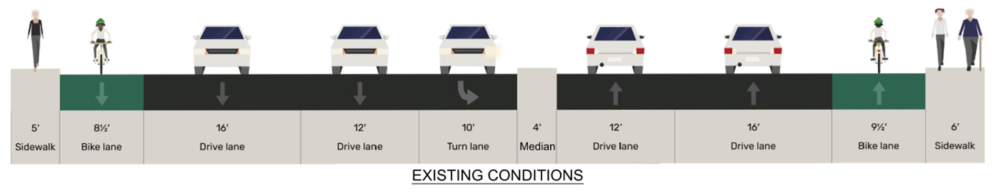 5′ 8½′ 16′ 12′ 10′ 4′ 12′ 16′ 9½′ 6′
Sidewalk Bike lane Drive lane Drive lane Turn lane Median Drive lane Drive lane Bike lane Sidewalk
EXISTING CONDITIONS